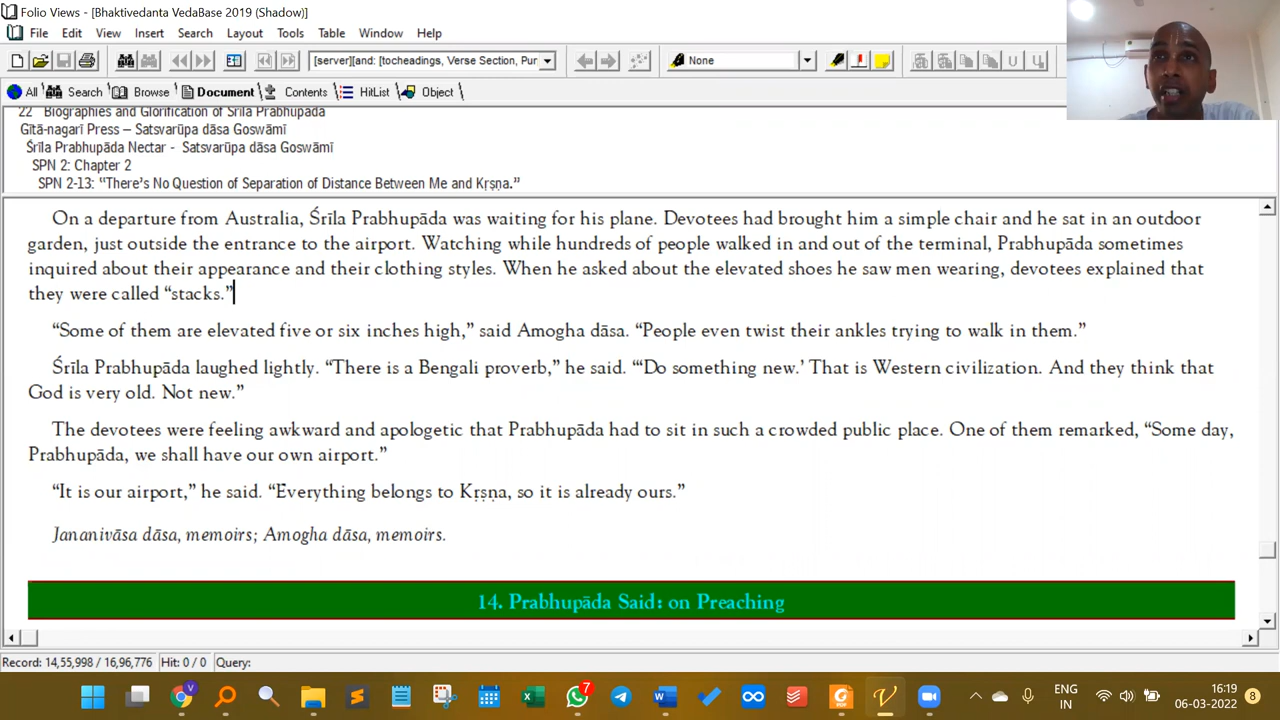 Folio Views - [Bhaktivedanta VedaBase 2019 (Shadow)]
File Edit View Insert Search Layout Tools Table Window Help
[server][and: [tocheadings, Verse Section, Pur None
All Search Browse Document Contents HitList Object
22 Biographies and Glorification of Śrīla Prabhupāda
Gītā-nagarī Press – Satsvarūpa dāsa Goswāmī
Śrīla Prabhupāda Nectar - Satsvarūpa dāsa Goswāmī
SPN 2: Chapter 2
SPN 2-13: “There’s No Question of Separation of Distance Between Me and Kṛṣṇa.”
On a departure from Australia, Śrīla Prabhupāda was waiting for his plane. Devotees had brought him a simple chair and he sat in an outdoor
garden, just outside the entrance to the airport. Watching while hundreds of people walked in and out of the terminal, Prabhupāda sometimes
inquired about their appearance and their clothing styles. When he asked about the elevated shoes he saw men wearing, devotees explained that
they were called “stacks.”
“Some of them are elevated five or six inches high,” said Amogha dāsa. “People even twist their ankles trying to walk in them.”
Śrīla Prabhupāda laughed lightly. “There is a Bengali proverb,” he said. “‘Do something new.’ That is Western civilization. And they think that
God is very old. Not new.”
The devotees were feeling awkward and apologetic that Prabhupāda had to sit in such a crowded public place. One of them remarked, “Some day,
Prabhupāda, we shall have our own airport.”
“It is our airport,” he said. “Everything belongs to Kṛṣṇa, so it is already ours.”
Jananivāsa dāsa, memoirs; Amogha dāsa, memoirs.
14. Prabhupāda Said: on Preaching
Record: 14,55,998 / 16,96,776 Hit: 0 / 0 Query:
7
ENG
IN
16:19
06-03-2022
8